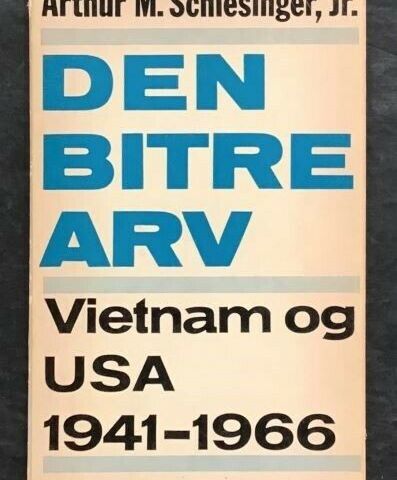 Arthur M. Schlesinger, Jr.
DEN
BITRE
ARV
Vietnam og
USA
1941–1966